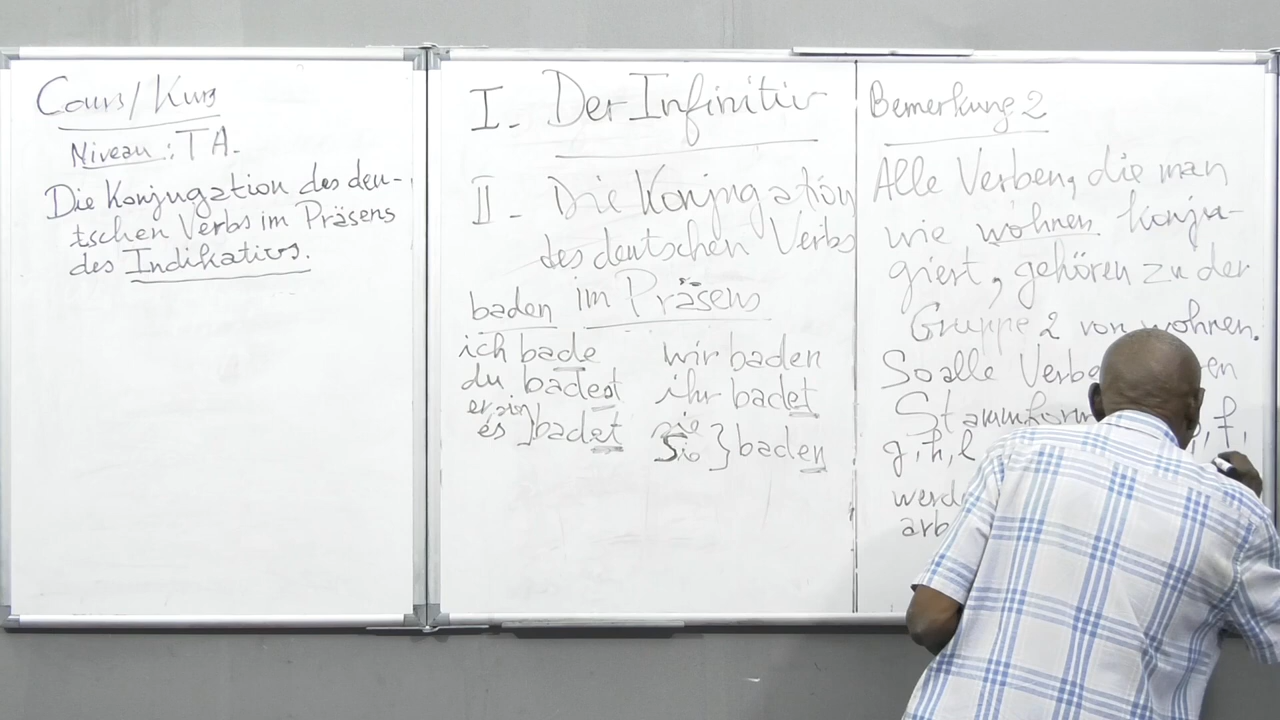 Cours/Kurs
Niveau : TA.
Die Konjugation des deu-
tschen Verbs im Präsens
des Indikativs.
I - Der Infinitiv
II - Die Konjugation
des deutschen Verbs
im Präsens
baden
ich bade
du badest
er sie
es } badet
wir baden
ihr badet
sie
Sie } baden
Bemerkung 2
Alle Verben, die man
wie wohnen konju-
giert, gehören zu der
Gruppe 2 von wohnen.
So alle
Stammform , f,
g, h, l